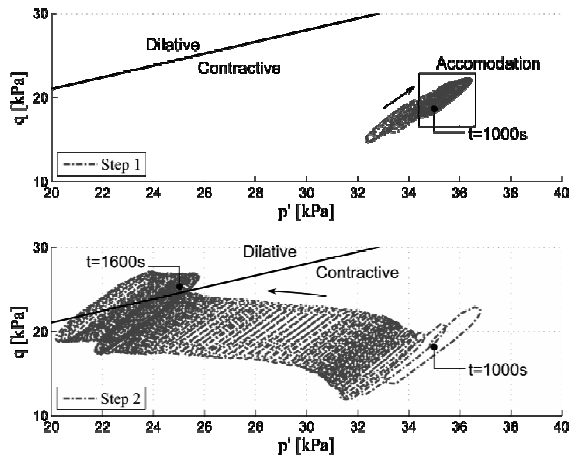 30
Dilative
Contractive
Accomodation
20
q [kPa]
t=1000s
Step 1
10
20 22 24 26 28 30 32 34 36 38 40
p' [kPa]
30
Dilative
t=1600s
Contractive
20
q [kPa]
t=1000s
Step 2
10
20 22 24 26 28 30 32 34 36 38 40
p' [kPa]